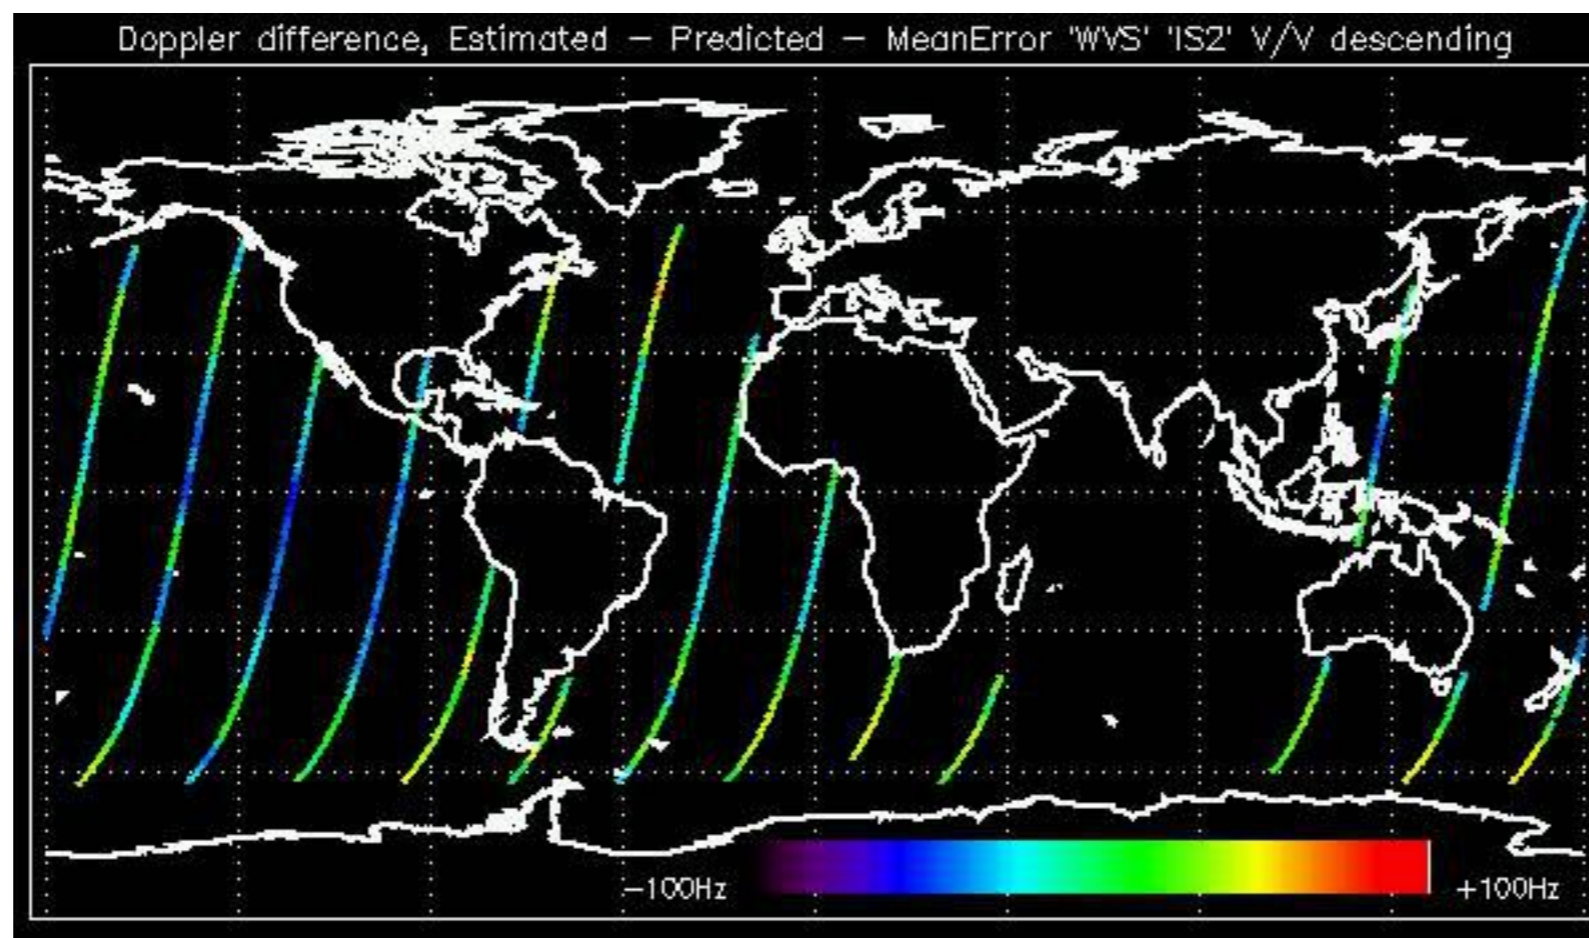 Doppler difference, Estimated – Predicted – MeanError 'WVS' 'IS2' V/V descending
–100Hz +100Hz